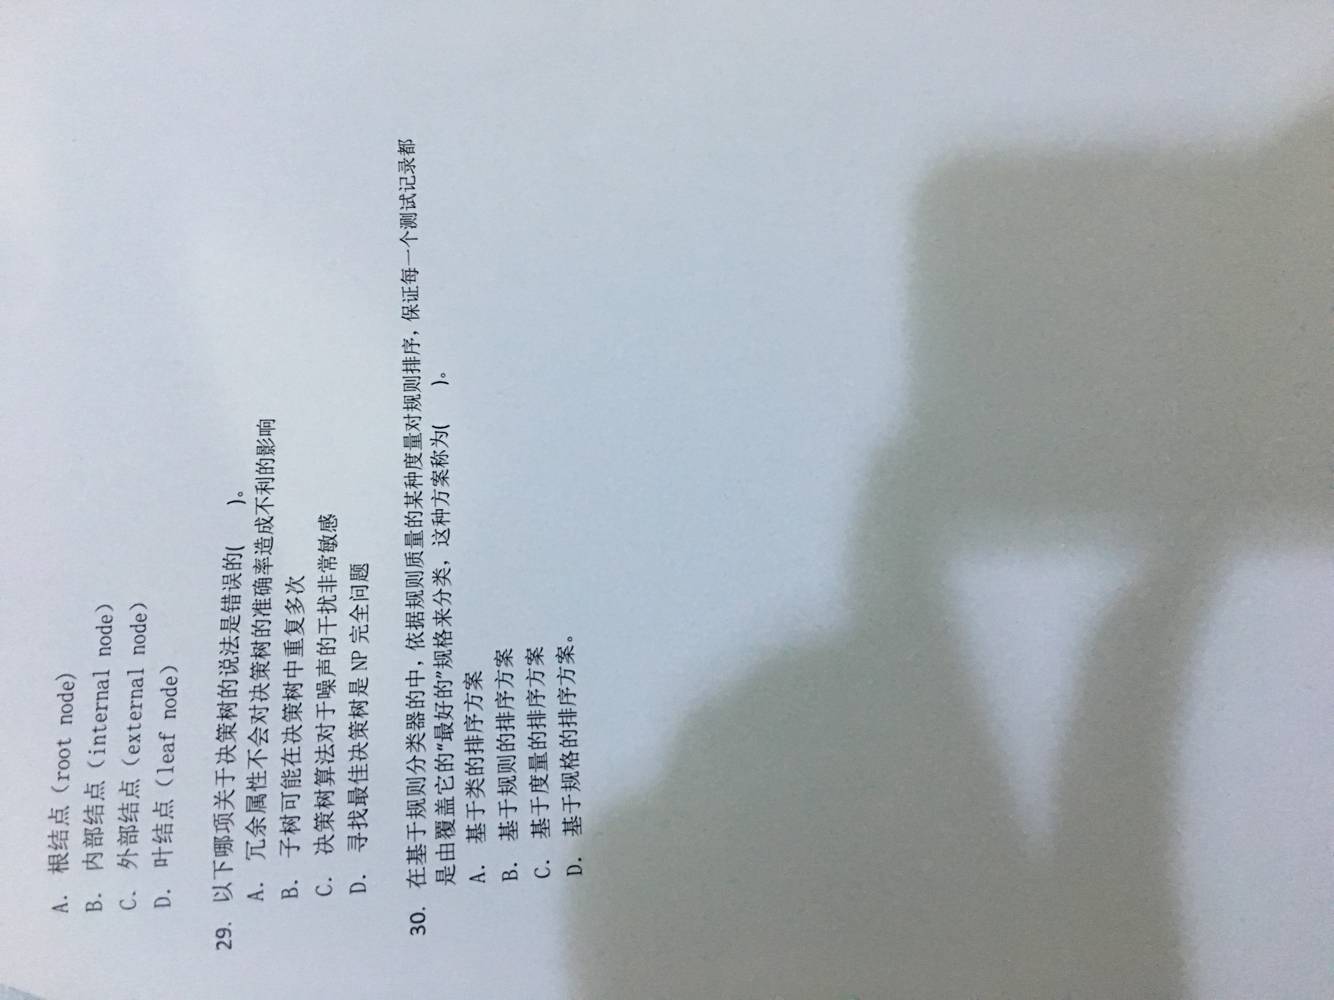 A. 根结点（root node)
B. 内部结点（internal node）
C. 外部结点（external node）
D. 叶结点（leaf node）
29. 以下哪项关于决策树的说法是错误的(  )。
A. 冗余属性不会对决策树的准确率造成不利的影响
B. 子树可能在决策树中重复多次
C. 决策树算法对于噪声的干扰非常敏感
D. 寻找最佳决策树是 NP 完全问题
30. 在基于规则分类器的中，依据规则质量的某种度量对规则排序，保证每一个测试记录都
是由覆盖它的“最好的”规格来分类，这种方案称为(  )。
A. 基于类的排序方案
B. 基于规则的排序方案
C. 基于度量的排序方案
D. 基于规格的排序方案。